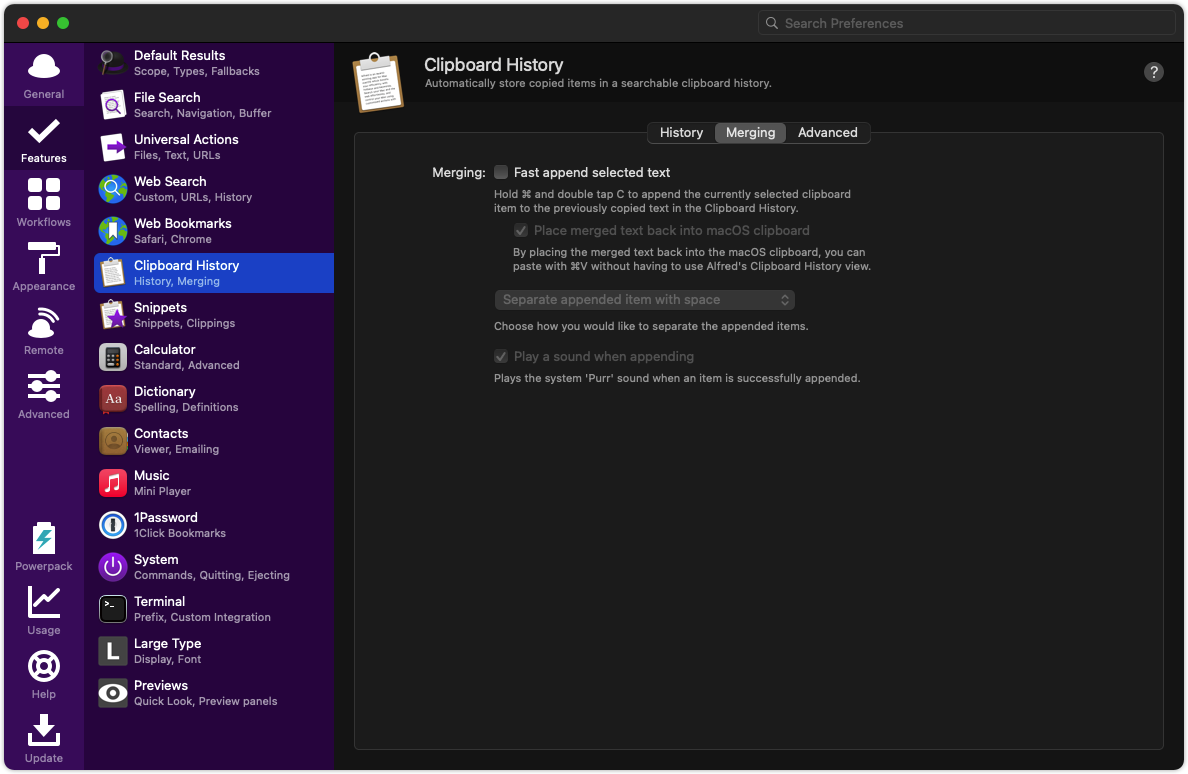 Search Preferences
General
Features
Workflows
Appearance
Remote
Advanced
Powerpack
Usage
Help
Update
Default Results
Scope, Types, Fallbacks
File Search
Search, Navigation, Buffer
Universal Actions
Files, Text, URLs
Web Search
Custom, URLs, History
Web Bookmarks
Safari, Chrome
Clipboard History
History, Merging
Snippets
Snippets, Clippings
Calculator
Standard, Advanced
Aa
Dictionary
Spelling, Definitions
Contacts
Viewer, Emailing
Music
Mini Player
1Password
1Click Bookmarks
System
Commands, Quitting, Ejecting
>_
Terminal
Prefix, Custom Integration
L
Large Type
Display, Font
Previews
Quick Look, Preview panels
Clipboard History
Automatically store copied items in a searchable clipboard history.
?
History Merging Advanced
Merging: Fast append selected text
Hold ⌘ and double tap C to append the currently selected clipboard
item to the previously copied text in the Clipboard History.
Place merged text back into macOS clipboard
By placing the merged text back into the macOS clipboard, you can
paste with ⌘V without having to use Alfred's Clipboard History view.
Separate appended item with space
Choose how you would like to separate the appended items.
Play a sound when appending
Plays the system 'Purr' sound when an item is successfully appended.